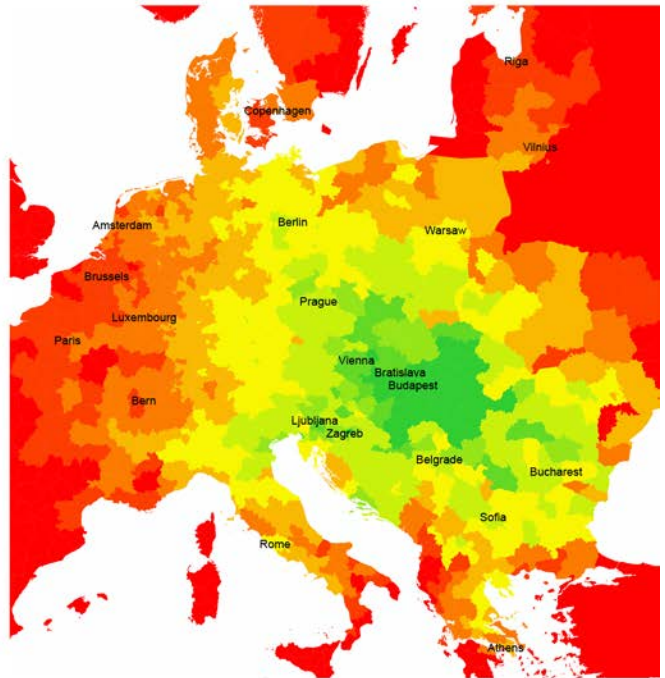 Riga
Copenhagen
Vilnius
Amsterdam
Berlin
Warsaw
Brussels
Prague
Luxembourg
Paris
Vienna
Bratislava
Budapest
Bern
Ljubljana
Zagreb
Belgrade
Bucharest
Sofia
Rome
Athens